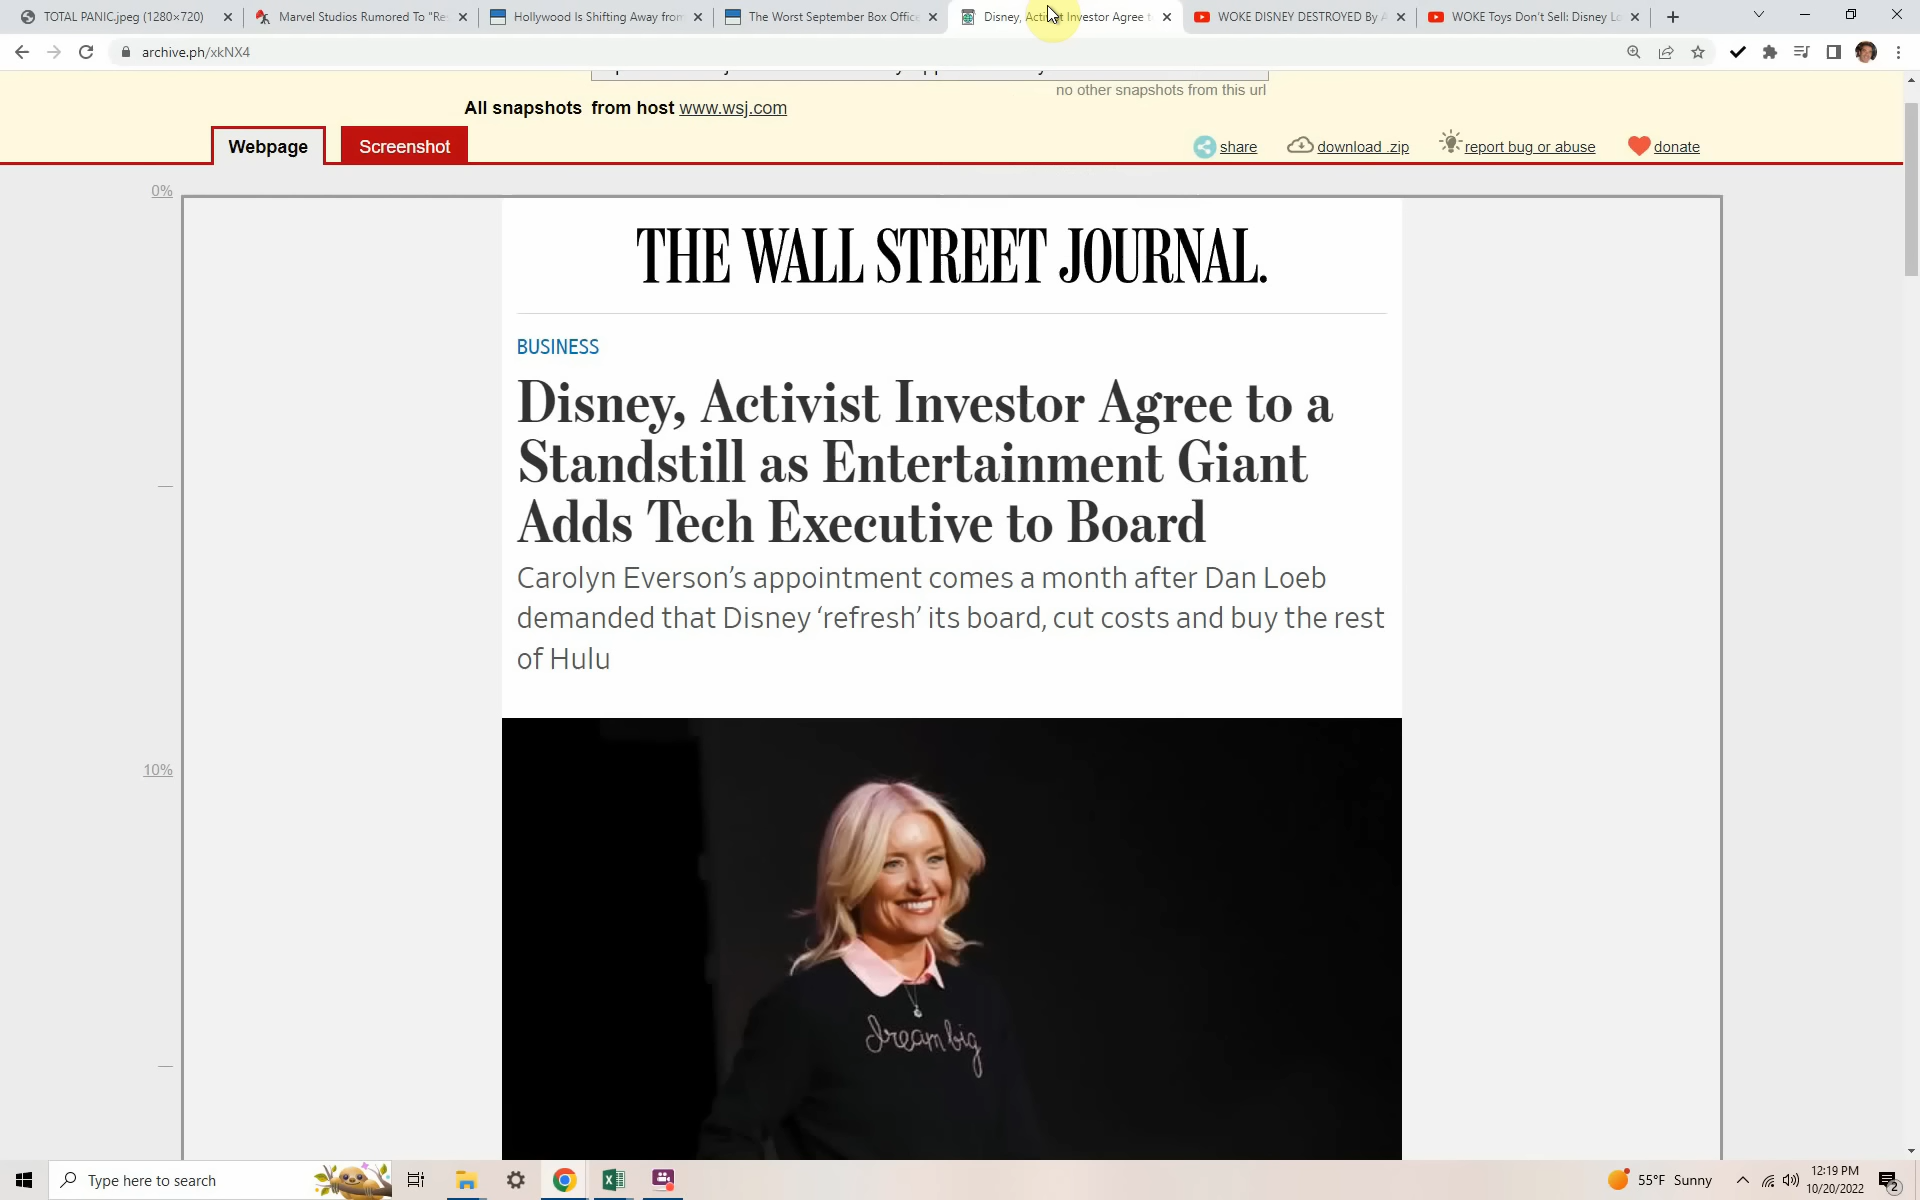 TOTAL PANIC.jpeg (1280×720)
Marvel Studios Rumored To "Re
Hollywood Is Shifting Away from
The Worst September Box Office
Disney, Activist Investor Agree t
WOKE DISNEY DESTROYED By A
WOKE Toys Don't Sell: Disney Lo
archive.ph/xkNX4
no other snapshots from this url
All snapshots from host www.wsj.com
Webpage
Screenshot
share
download .zip
report bug or abuse
donate
0%
THE WALL STREET JOURNAL.
BUSINESS
Disney, Activist Investor Agree to a
Standstill as Entertainment Giant
Adds Tech Executive to Board
Carolyn Everson's appointment comes a month after Dan Loeb
demanded that Disney ‘refresh’ its board, cut costs and buy the rest
of Hulu
10%
dream big
Type here to search
55°F Sunny
12:19 PM
10/20/2022
2